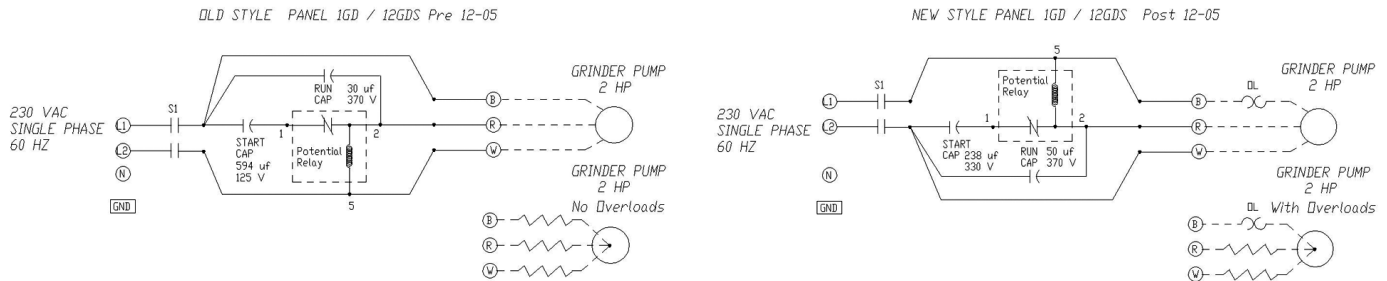 OLD STYLE PANEL 1GD / 12GDS Pre 12-05
230 VAC
SINGLE PHASE
60 HZ
L1
L2
N
GND
S1
RUN 30 uf
CAP 370 V
1
2
START
CAP
594 uf
125 V
Potential
Relay
5
B
R
W
GRINDER PUMP
2 HP
GRINDER PUMP
2 HP
No Overloads
B
R
W
NEW STYLE PANEL 1GD / 12GDS Post 12-05
230 VAC
SINGLE PHASE
60 HZ
L1
L2
N
GND
S1
5
Potential
Relay
1
2
START
CAP 238 uf
330 V
RUN 50 uf
CAP 370 V
B
R
W
OL
GRINDER PUMP
2 HP
GRINDER PUMP
2 HP
OL With Overloads
B
R
W